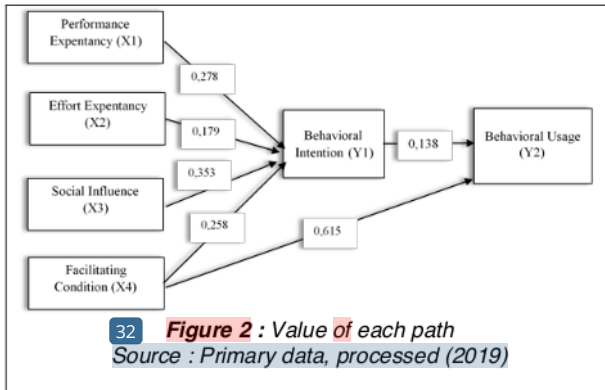 Performance
Expentancy (X1)
0,278
Effort Expentancy
(X2)
0,179
Behavioral
Intention (Y1)
0,138
Behavioral Usage
(Y2)
0,353
Social Influence
(X3)
0,258
0,615
Facilitating
Condition (X4)
32 Figure 2 : Value of each path
Source : Primary data, processed (2019)